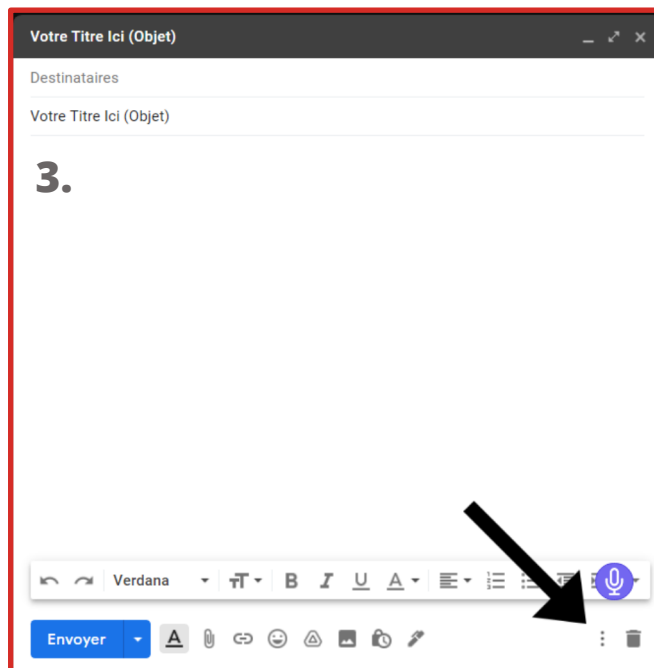 Votre Titre Ici (Objet)
Destinataires
Votre Titre Ici (Objet)
3.
Verdana
Envoyer